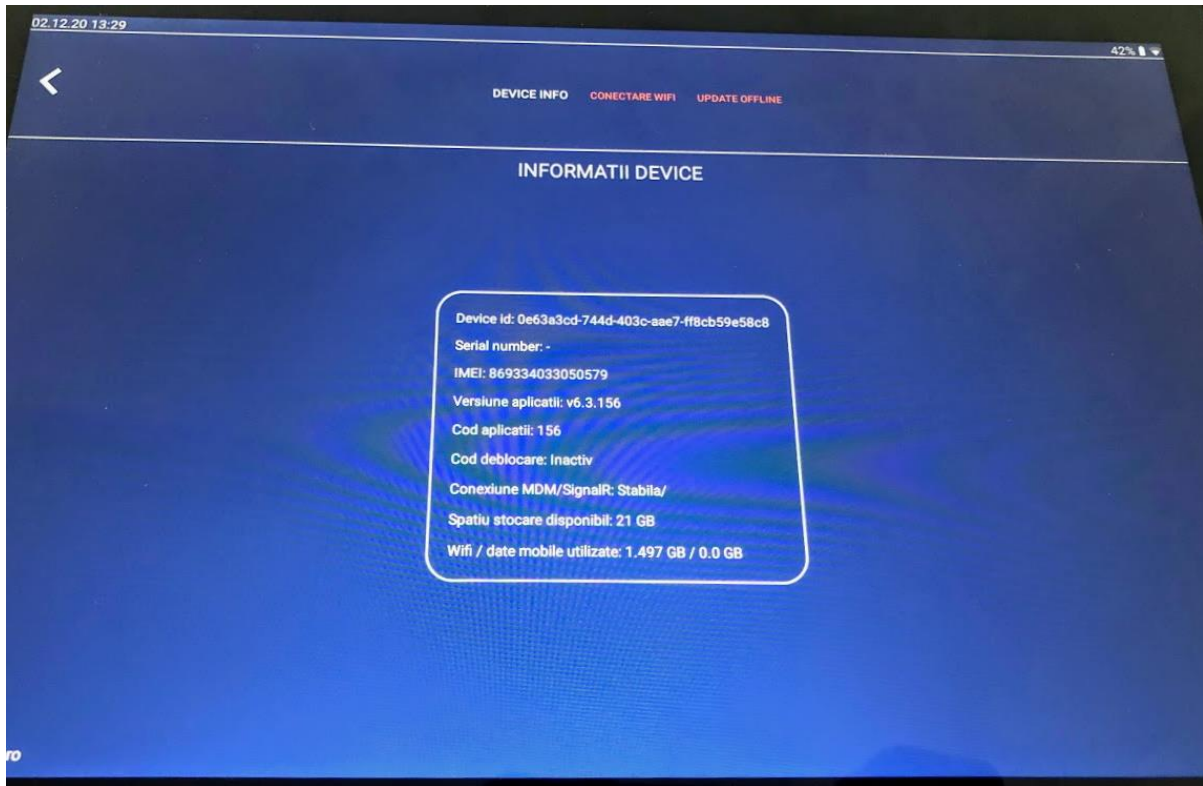 02.12.20 13:29
42%
DEVICE INFO CONECTARE WIFI UPDATE OFFLINE
INFORMATII DEVICE
Device id: 0e63a3cd-744d-403c-aae7-ff8cb59e58c8
Serial number: -
IMEI: 869334033050579
Versiune aplicatii: v6.3.156
Cod aplicatii: 156
Cod deblocare: Inactiv
Conexiune MDM/SignalR: Stabila/
Spatiu stocare disponibil: 21 GB
Wifi / date mobile utilizate: 1.497 GB / 0.0 GB
ro